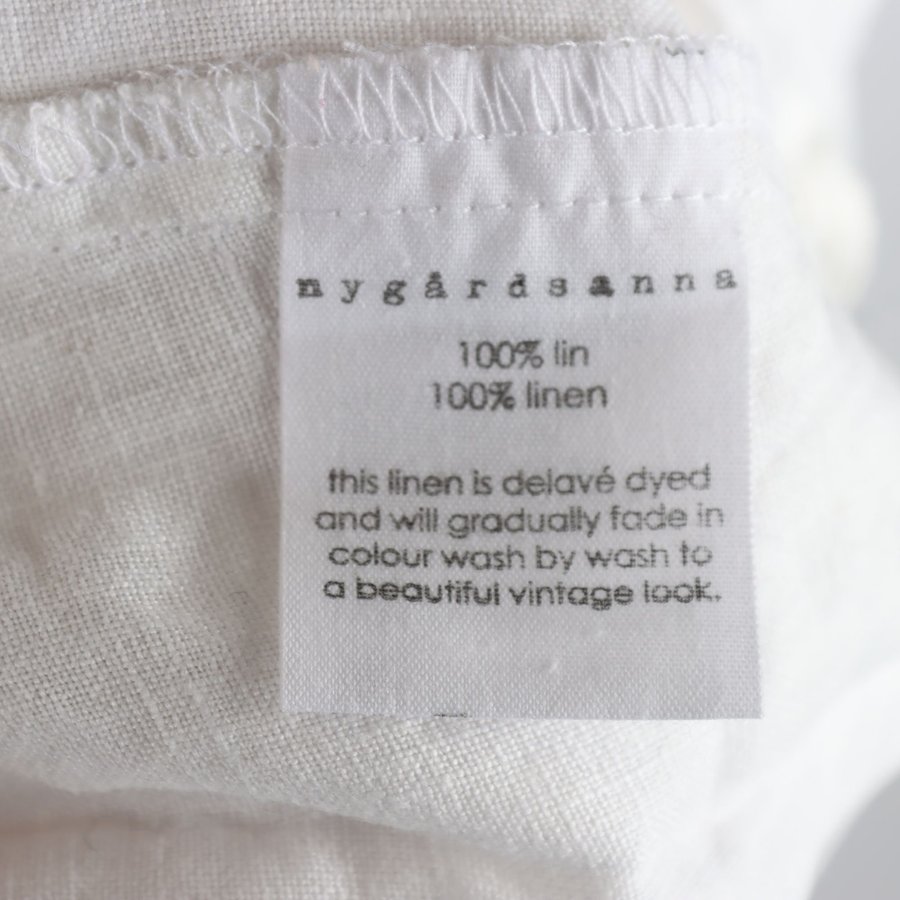 nygårdsanna
100% lin
100% linen
this linen is delavé dyed
and will gradually fade in
colour wash by wash to
a beautiful vintage look.